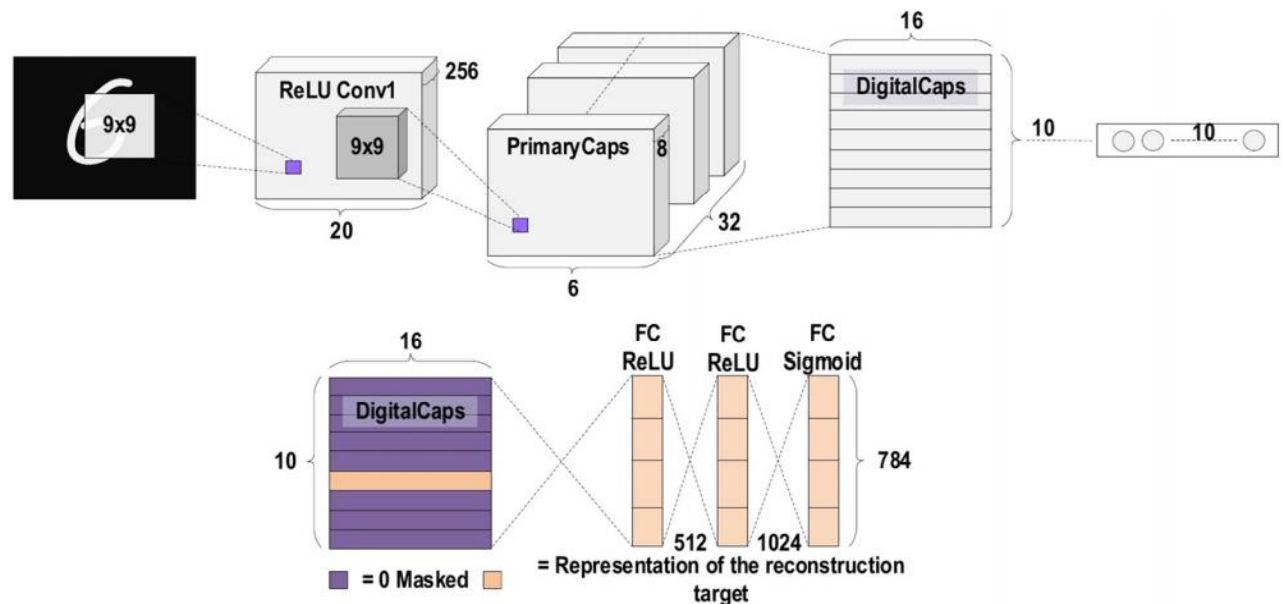 16
256
ReLU Conv1
DigitalCaps
9x9
9x9
PrimaryCaps
8
10
10
20
32
6
FC
FC
FC
16
ReLU
ReLU
Sigmoid
DigitalCaps
10
784
512
1024
= 0 Masked
= Representation of the reconstruction
target